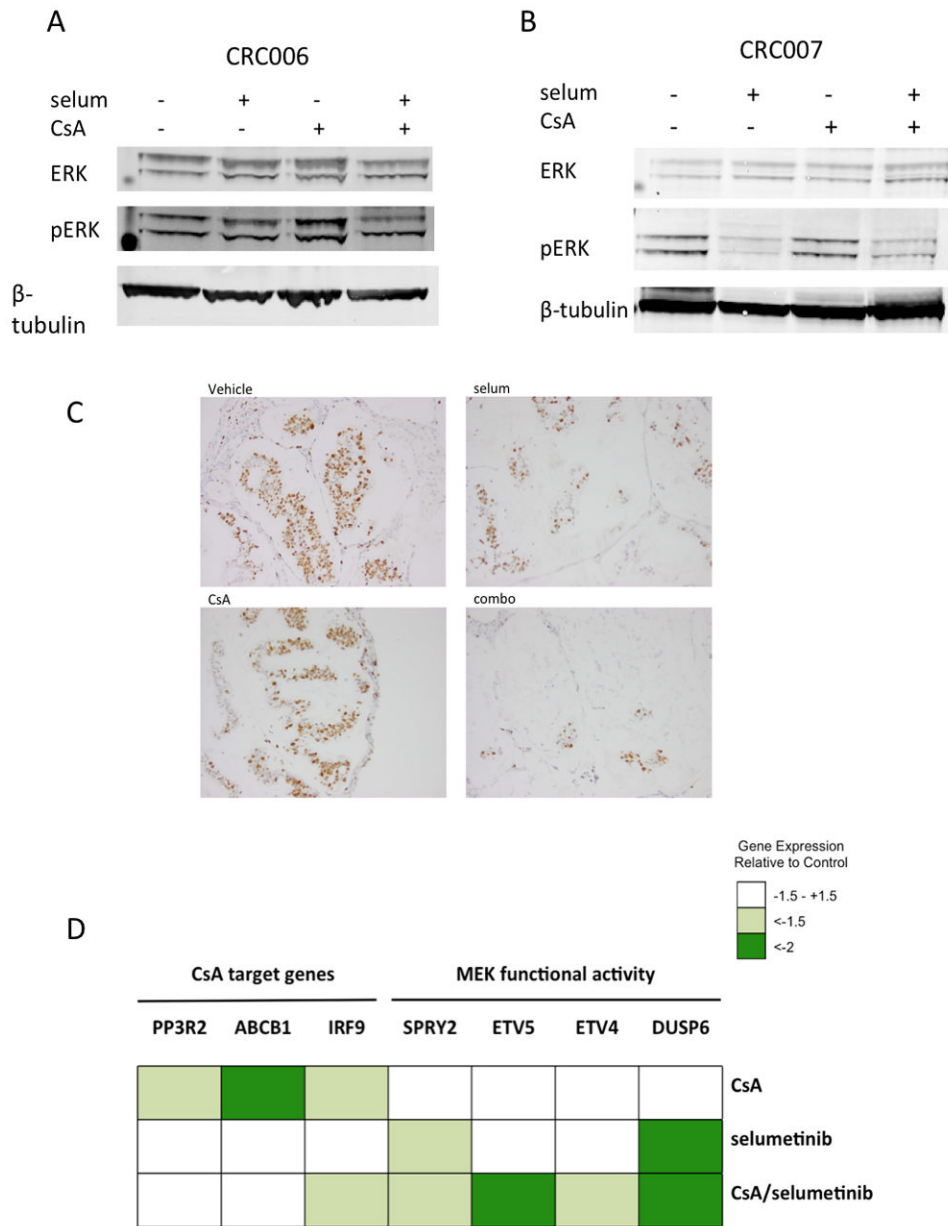 A
CRC006
selum - + - +
CsA - - + +
ERK
pERK
β-
tubulin
B
CRC007
selum - + - +
CsA - - + +
ERK
pERK
β-tubulin
C
Vehicle
selum
CsA
combo
Gene Expression
Relative to Control
-1.5 - +1.5
<-1.5
<-2
D
CsA target genes MEK functional activity
PP3R2 ABCB1 IRF9 SPRY2 ETV5 ETV4 DUSP6
CsA
selumetinib
CsA/selumetinib